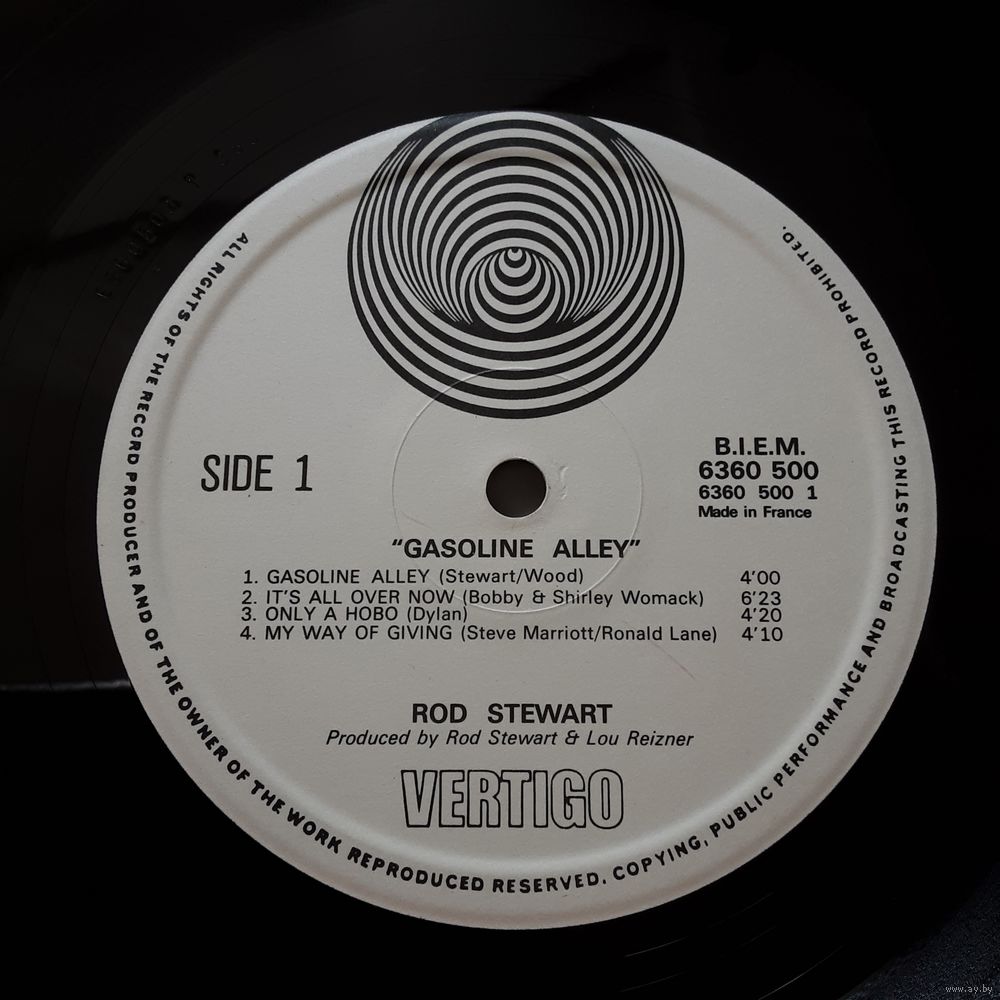 ALL RIGHTS OF THE RECORD PRODUCER AND OF THE OWNER OF THE WORK REPRODUCED RESERVED. COPYING, PUBLIC PERFORMANCE AND BROADCASTING THIS RECORD PROHIBITED.
SIDE 1
B.I.E.M.
6360 500
6360 500 1
Made in France
“GASOLINE ALLEY”
1. GASOLINE ALLEY (Stewart/Wood) 4'00
2. IT'S ALL OVER NOW (Bobby & Shirley Womack) 6'23
3. ONLY A HOBO (Dylan) 4'20
4. MY WAY OF GIVING (Steve Marriott/Ronald Lane) 4'10
ROD STEWART
Produced by Rod Stewart & Lou Reizner
VERTIGO
www.ay.by